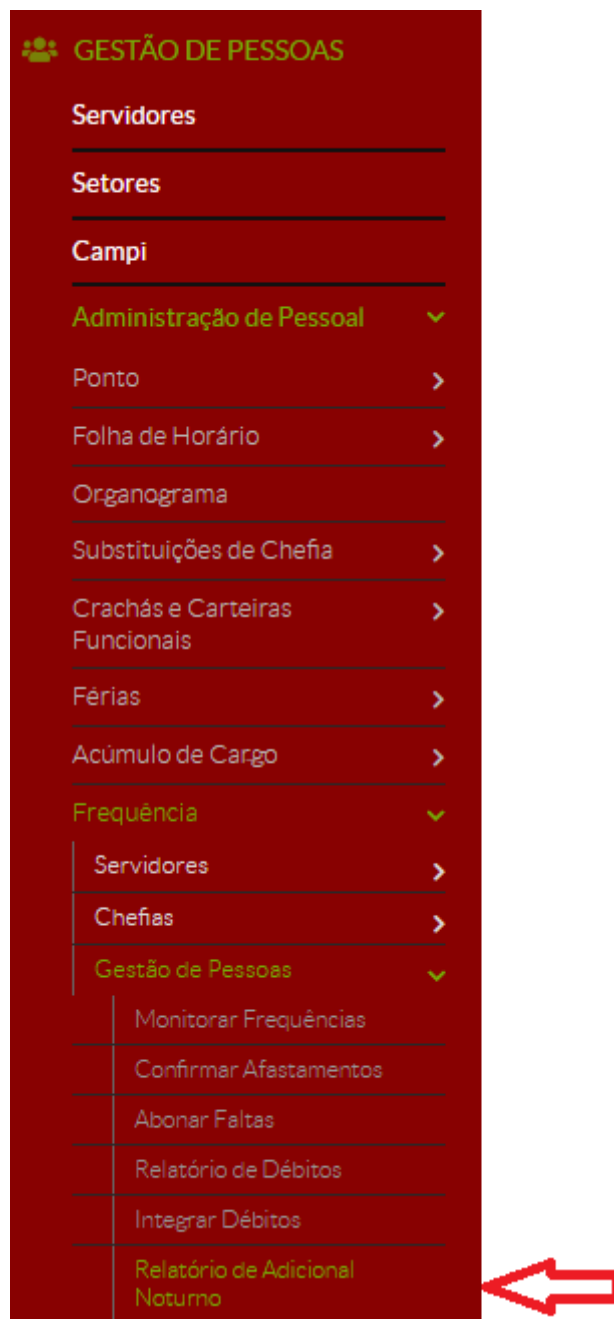 GESTÃO DE PESSOAS
Servidores
Setores
Campi
Administração de Pessoal
Ponto
Folha de Horário
Organograma
Substituições de Chefia
Crachás e Carteiras
Funcionais
Férias
Acúmulo de Cargo
Frequência
Servidores
Chefias
Gestão de Pessoas
Monitorar Frequências
Confirmar Afastamentos
Abonar Faltas
Relatório de Débitos
Integrar Débitos
Relatório de Adicional
Noturno